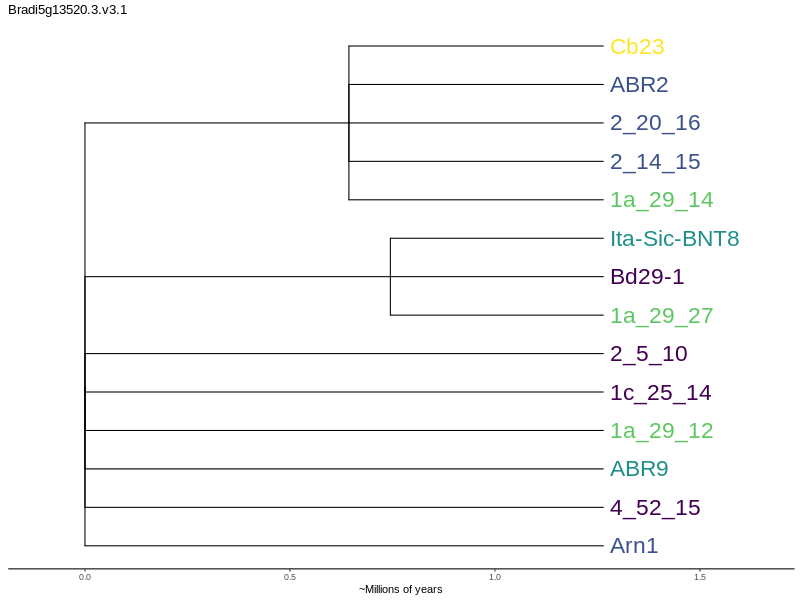 Bradi5g13520.3.v3.1
Cb23
ABR2
2_20_16
2_14_15
1a_29_14
Ita-Sic-BNT8
Bd29-1
1a_29_27
2_5_10
1c_25_14
1a_29_12
ABR9
4_52_15
Arn1
0.0 0.5 1.0 1.5
~Millions of years